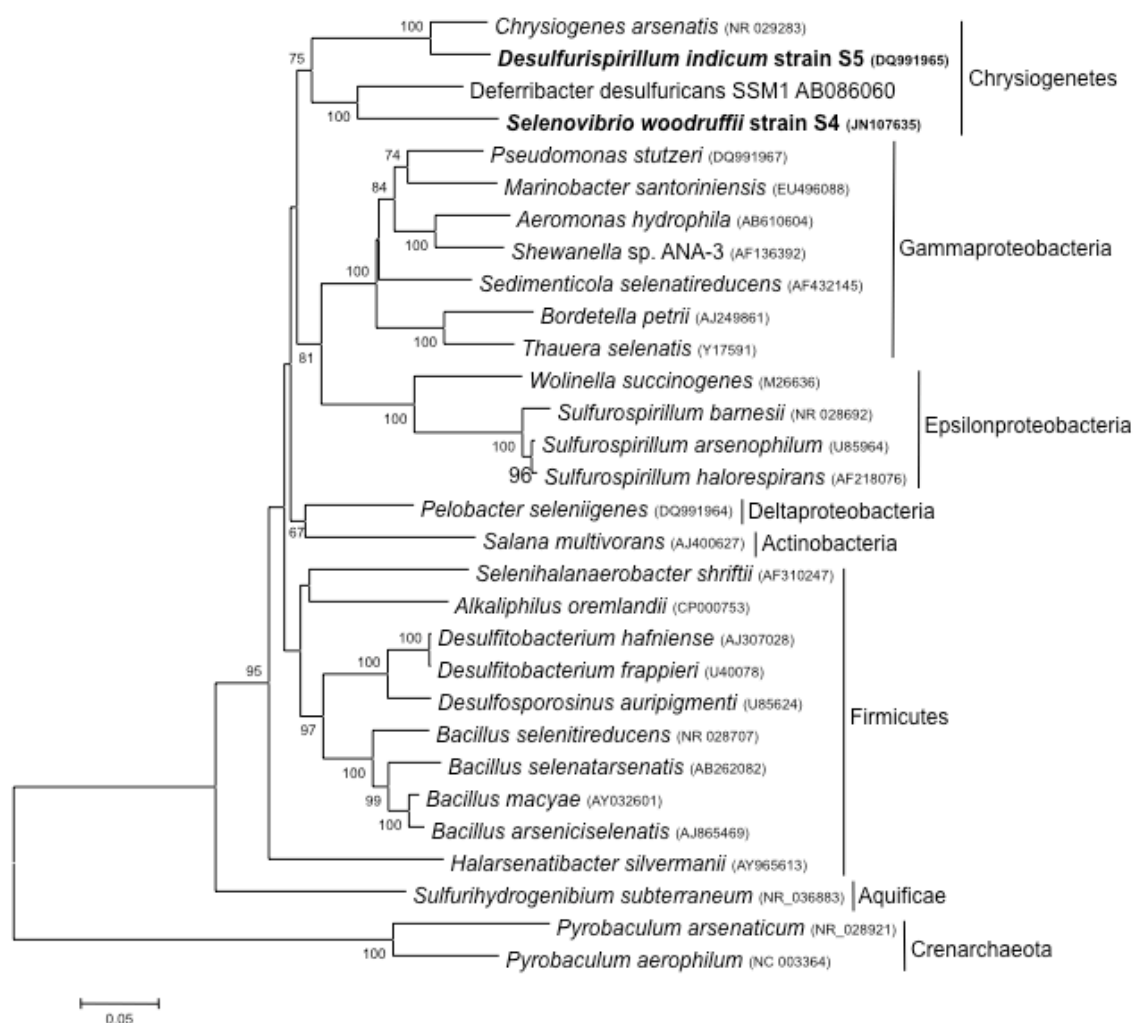 100
Chrysiogenes arsenatis (NR 029283)
75
Desulfurispirillum indicum strain S5 (DQ991965)
Chrysiogenetes
Deferribacter desulfuricans SSM1 AB086060
100
Selenovibrio woodruffii strain S4 (JN107635)
74
Pseudomonas stutzeri (DQ991967)
84
Marinobacter santoriniensis (EU496088)
Aeromonas hydrophila (AB610604)
100
Shewanella sp. ANA-3 (AF136392)
Gammaproteobacteria
100
Sedimenticola selenatireducens (AF432145)
Bordetella petrii (AJ249861)
100
Thauera selenatis (Y17591)
81
Wolinella succinogenes (M26636)
100
Sulfurospirillum barnesii (NR 028692)
Epsilonproteobacteria
100
Sulfurospirillum arsenophilum (U85964)
96
Sulfurospirillum halorespirans (AF218076)
Pelobacter seleniigenes (DQ991964)
Deltaproteobacteria
67
Salana multivorans (AJ400627)
Actinobacteria
Selenihalanaerobacter shriftii (AF310247)
Alkaliphilus oremlandii (CP000753)
100
Desulfitobacterium hafniense (AJ307028)
95
100
Desulfitobacterium frappieri (U40078)
Desulfosporosinus auripigmenti (U85624)
Firmicutes
97
Bacillus selenitireducens (NR 028707)
100
Bacillus selenatarsenatis (AB262082)
99
Bacillus macyae (AY032601)
100
Bacillus arseniciselenatis (AJ865469)
Halarsenatibacter silvermanii (AY965613)
Sulfurihydrogenibium subterraneum (NR_036883)
Aquificae
Pyrobaculum arsenaticum (NR_028921)
100
Crenarchaeota
Pyrobaculum aerophilum (NC 003364)
0.05